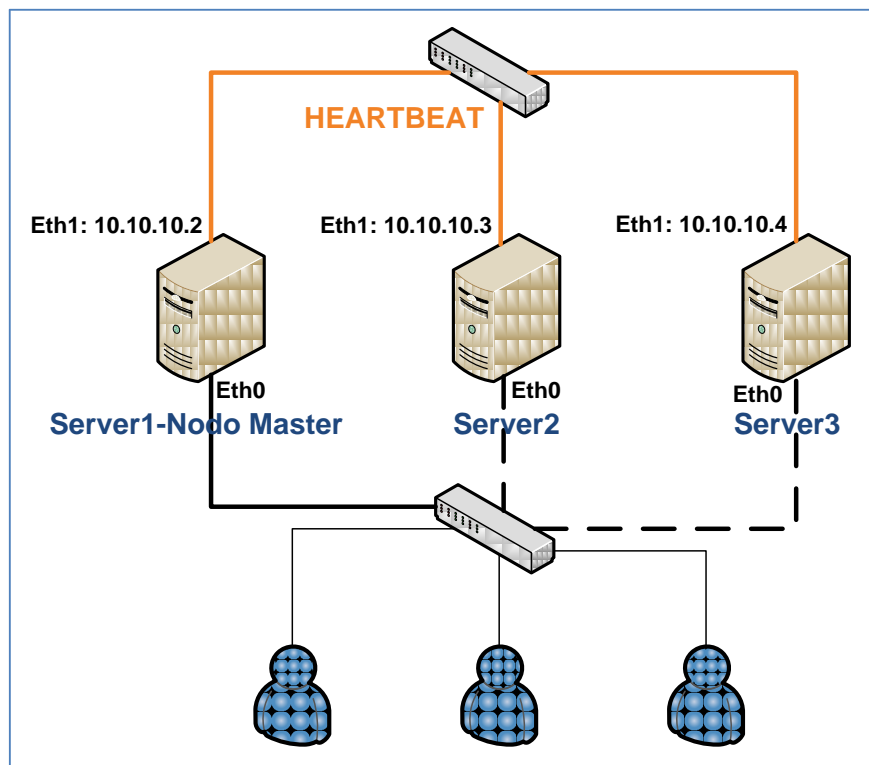 HEARTBEAT
Eth1: 10.10.10.2
Eth1: 10.10.10.3
Eth1: 10.10.10.4
Eth0
Eth0
Eth0
Server1-Nodo Master
Server2
Server3